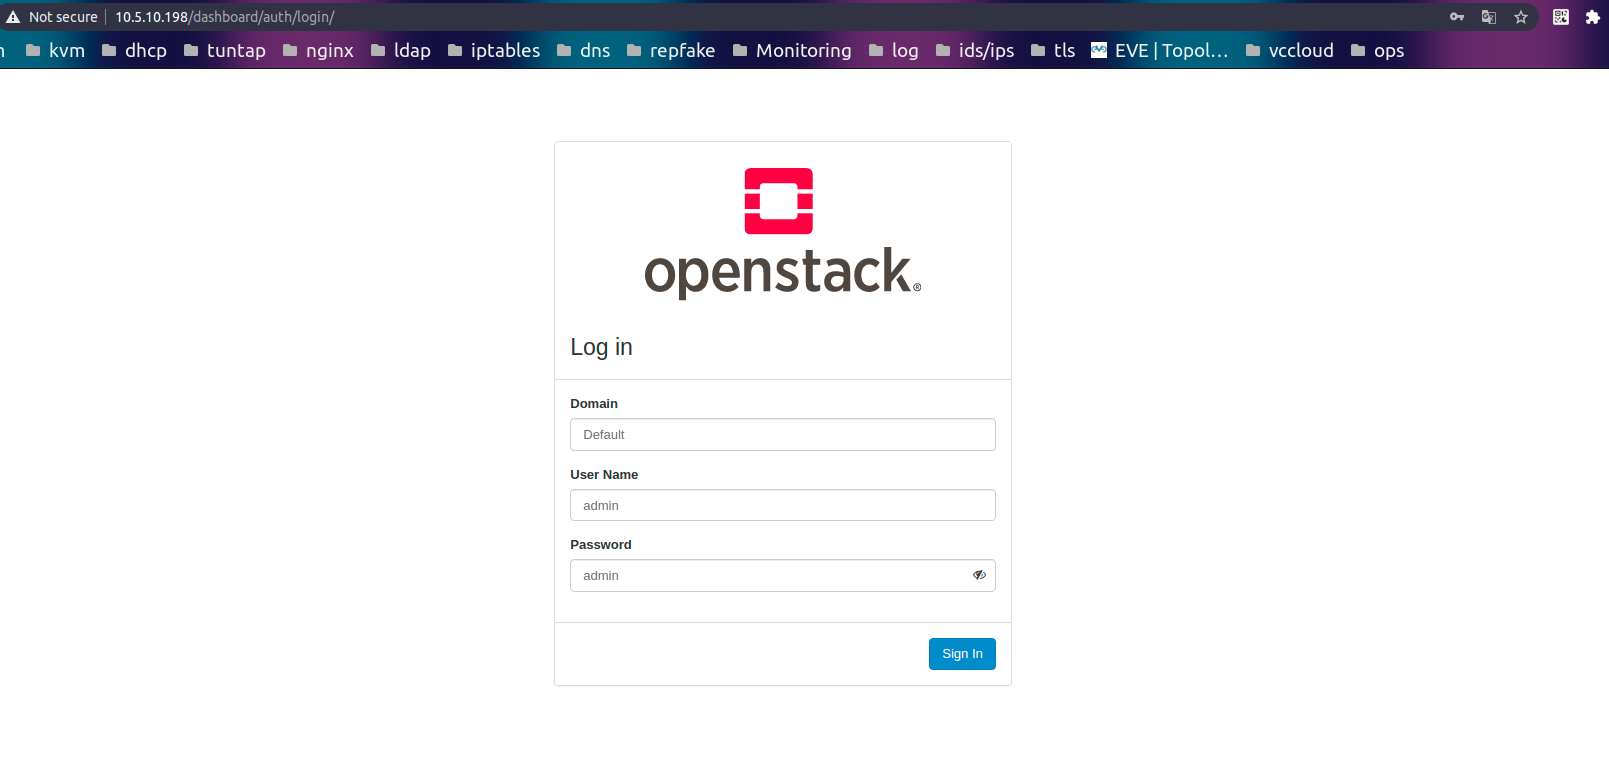 Not secure 10.5.10.198/dashboard/auth/login/
kvm dhcp tuntap nginx ldap iptables dns repfake Monitoring log ids/ips tls EVE | Topol... vccloud ops
openstack.®
Log in
Domain
Default
User Name
admin
Password
admin
Sign In